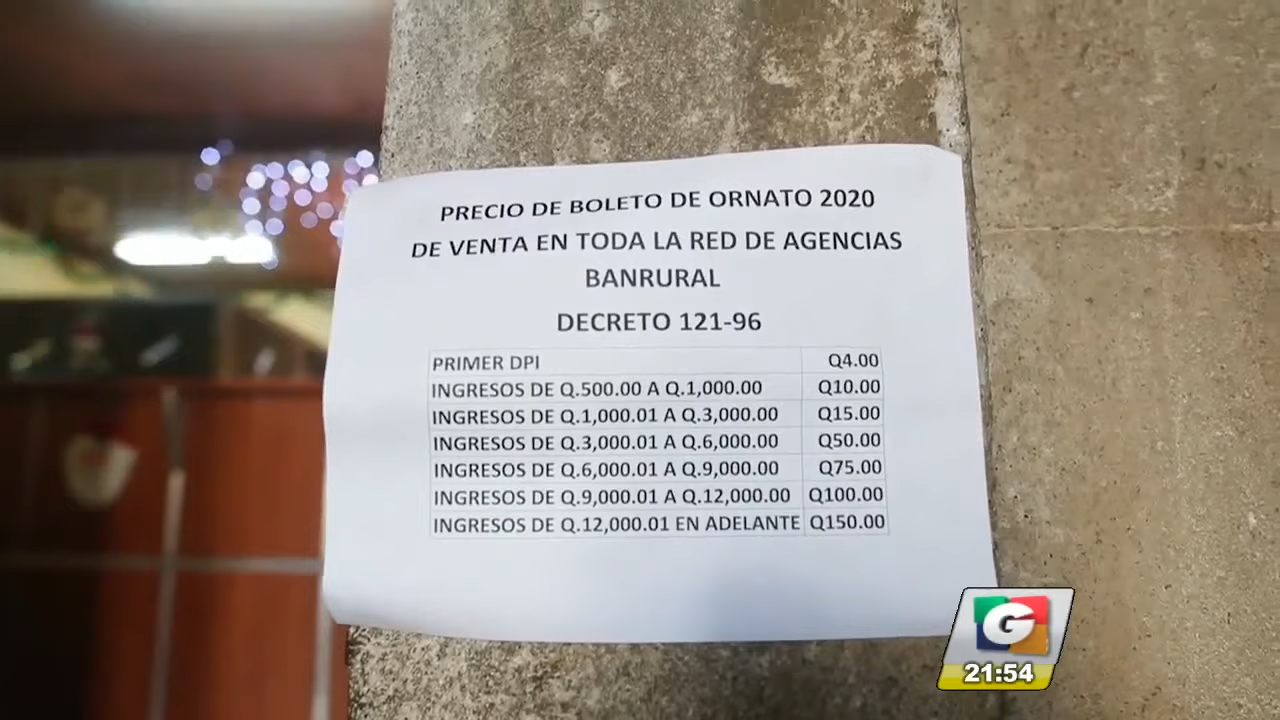 PRECIO DE BOLETO DE ORNATO 2020
DE VENTA EN TODA LA RED DE AGENCIAS
BANRURAL
DECRETO 121-96
PRIMER DPI Q4.00
INGRESOS DE Q.500.00 A Q.1,000.00 Q10.00
INGRESOS DE Q.1,000.01 A Q.3,000.00 Q15.00
INGRESOS DE Q.3,000.01 A Q.6,000.00 Q50.00
INGRESOS DE Q.6,000.01 A Q.9,000.00 Q75.00
INGRESOS DE Q.9,000.01 A Q.12,000.00 Q100.00
INGRESOS DE Q.12,000.01 EN ADELANTE Q150.00
G
21:54